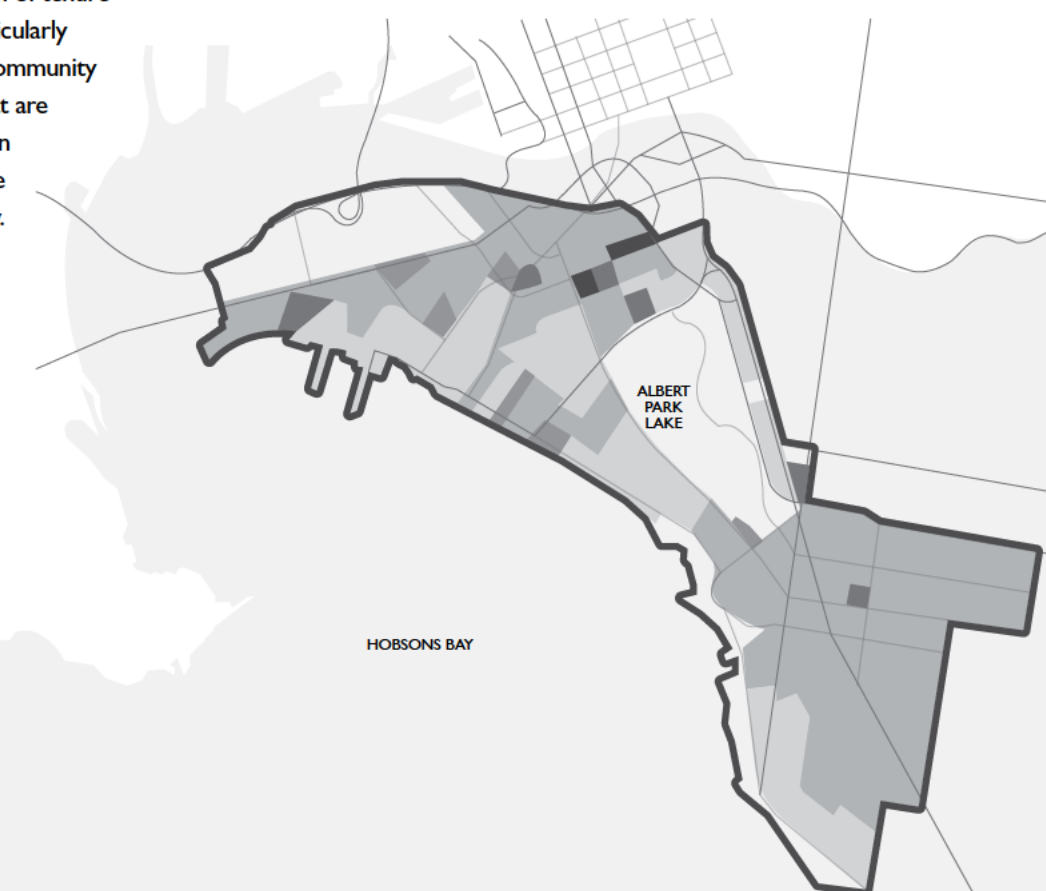 icularly
ommunity
t are
n
e
.
ALBERT
PARK
LAKE
HOBSONS BAY